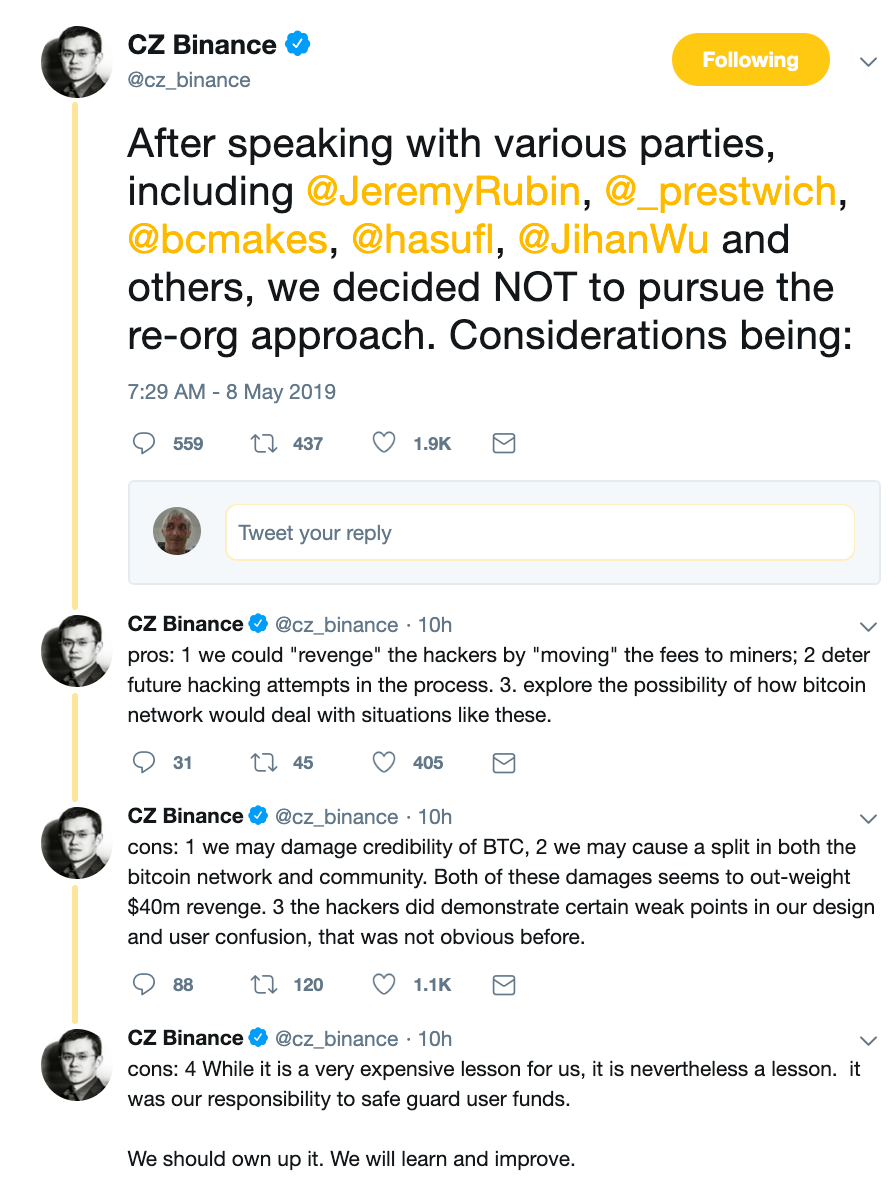 CZ Binance
Following
@cz_binance
After speaking with various parties,
including @JeremyRubin, @_prestwich,
@bcmakes, @hasufl, @JihanWu and
others, we decided NOT to pursue the
re-org approach. Considerations being:
7:29 AM - 8 May 2019
559 437 1.9K
Tweet your reply
CZ Binance @cz_binance · 10h
pros: 1 we could "revenge" the hackers by "moving" the fees to miners; 2 deter
future hacking attempts in the process. 3. explore the possibility of how bitcoin
network would deal with situations like these.
31 45 405
CZ Binance @cz_binance · 10h
cons: 1 we may damage credibility of BTC, 2 we may cause a split in both the
bitcoin network and community. Both of these damages seems to out-weight
$40m revenge. 3 the hackers did demonstrate certain weak points in our design
and user confusion, that was not obvious before.
88 120 1.1K
CZ Binance @cz_binance · 10h
cons: 4 While it is a very expensive lesson for us, it is nevertheless a lesson.  it
was our responsibility to safe guard user funds.
We should own up it. We will learn and improve.